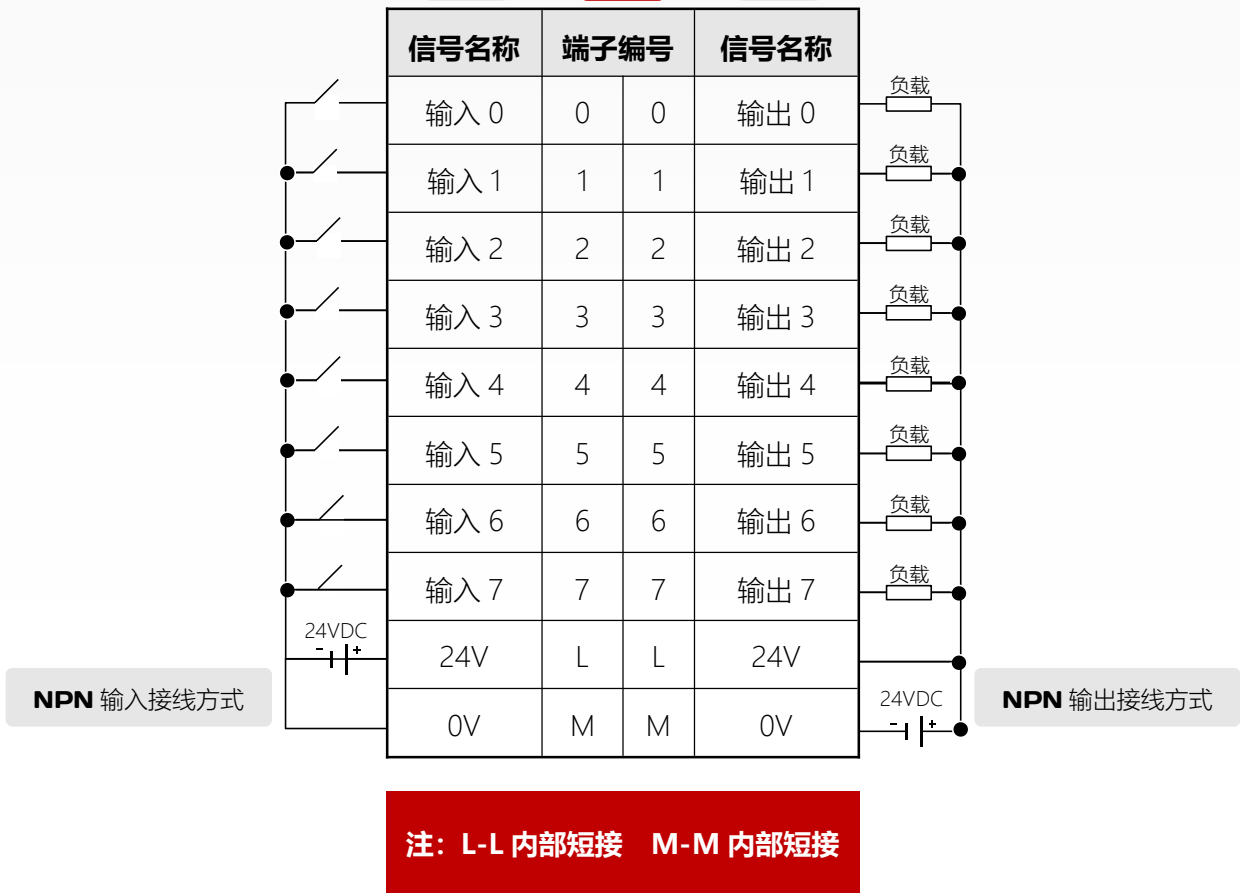 信号名称 端子编号 信号名称
输入 0 0 0 输出 0 负载
输入 1 1 1 输出 1 负载
输入 2 2 2 输出 2 负载
输入 3 3 3 输出 3 负载
输入 4 4 4 输出 4 负载
输入 5 5 5 输出 5 负载
输入 6 6 6 输出 6 负载
输入 7 7 7 输出 7 负载
24VDC
- + 24V L L 24V
NPN 输入接线方式
0V M M 0V
24VDC
- +
NPN 输出接线方式
注：L-L 内部短接 M-M 内部短接